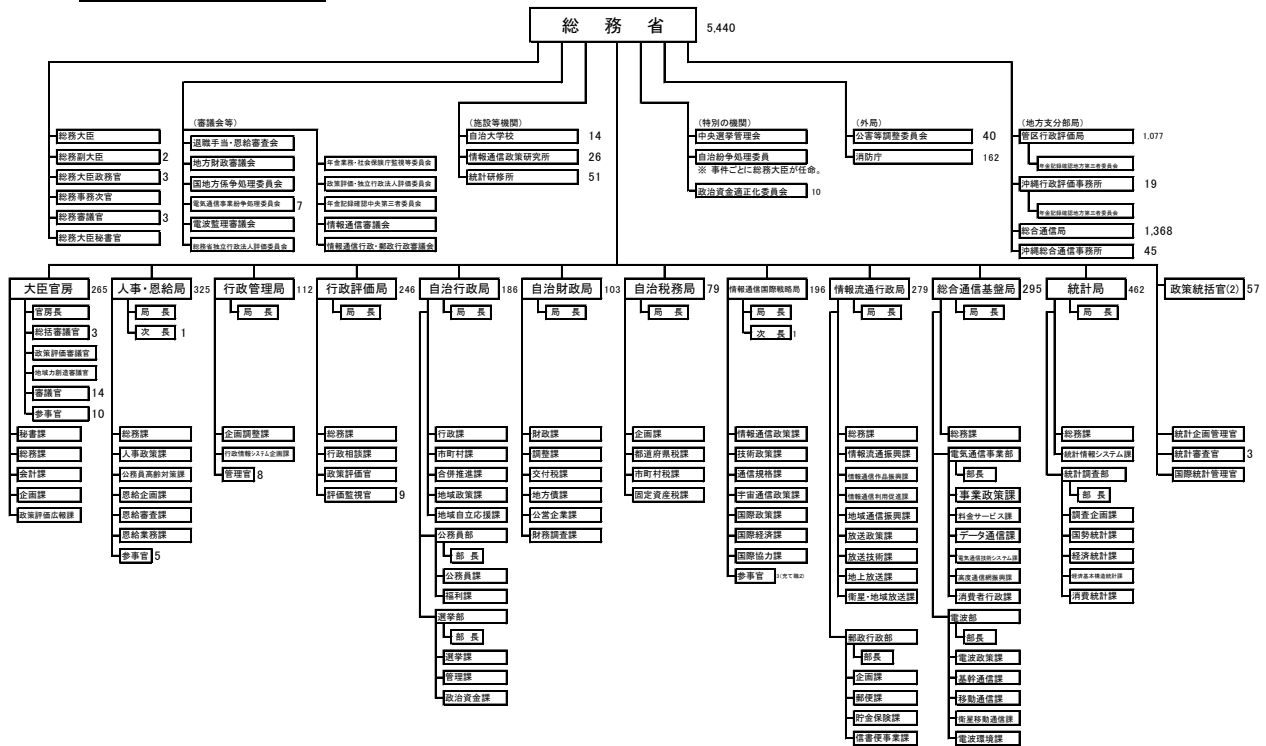 総務省 5,440
総務大臣
総務副大臣 2
総務大臣政務官 3
総務事務次官
総務審議官 3
総務大臣秘書官
(審議会等)
退職手当・恩給審査会
地方財政審議会
国地方係争処理委員会
電気通信事業紛争処理委員会 7
電波監理審議会
総務省独立行政法人評価委員会
年金業務・社会保険庁監視等委員会
政策評価・独立行政法人評価委員会
年金記録確認中央第三者委員会
情報通信審議会
情報通信行政・郵政行政審議会
(施設等機関)
自治大学校 14
情報通信政策研究所 26
統計研修所 51
(特別の機関)
中央選挙管理会
自治紛争処理委員
※ 事件ごとに総務大臣が任命。
政治資金適正化委員会 10
(外局)
公害等調整委員会 40
消防庁 162
(地方支分部局)
管区行政評価局 1,077
年金記録確認地方第三者委員会
沖縄行政評価事務所 19
年金記録確認地方第三者委員会
総合通信局 1,368
沖縄総合通信事務所 45
大臣官房 265
官房長
総括審議官 3
政策評価審議官
地域力創造審議官
審議官 14
参事官 10
秘書課
総務課
会計課
企画課
政策評価広報課
人事・恩給局 325
局 長
次 長 1
総務課
人事政策課
公務員高齢対策課
恩給企画課
恩給審査課
恩給業務課
参事官 5
行政管理局 112
局 長
企画調整課
行政情報システム企画課
管理官 8
行政評価局 246
局 長
総務課
行政相談課
政策評価官
評価監視官 9
自治行政局 186
局 長
行政課
市町村課
合併推進課
地域政策課
地域自立応援課
公務員部
部 長
公務員課
福利課
選挙部
部 長
選挙課
管理課
政治資金課
自治財政局 103
局 長
財政課
調整課
交付税課
地方債課
公営企業課
財務調査課
自治税務局 79
局 長
企画課
都道府県税課
市町村税課
固定資産税課
情報通信国際戦略局 196
局 長
次 長 1
情報通信政策課
技術政策課
通信規格課
宇宙通信政策課
国際政策課
国際経済課
国際協力課
参事官 3(充て職2)
情報流通行政局 279
局 長
総務課
情報流通振興課
情報通信作品振興課
情報通信利用促進課
地域通信振興課
放送政策課
放送技術課
地上放送課
衛星・地域放送課
郵政行政部
部長
企画課
郵便課
貯金保険課
信書便事業課
総合通信基盤局 295
局 長
総務課
電気通信事業部
部長
事業政策課
料金サービス課
データ通信課
電気通信技術システム課
高度通信網振興課
消費者行政課
電波部
部長
電波政策課
基幹通信課
移動通信課
衛星移動通信課
電波環境課
統計局 462
局 長
総務課
統計情報システム課
統計調査部
部 長
調査企画課
国勢統計課
経済統計課
経済基本構造統計課
消費統計課
政策統括官(2) 57
統計企画管理官
統計審査官 3
国際統計管理官